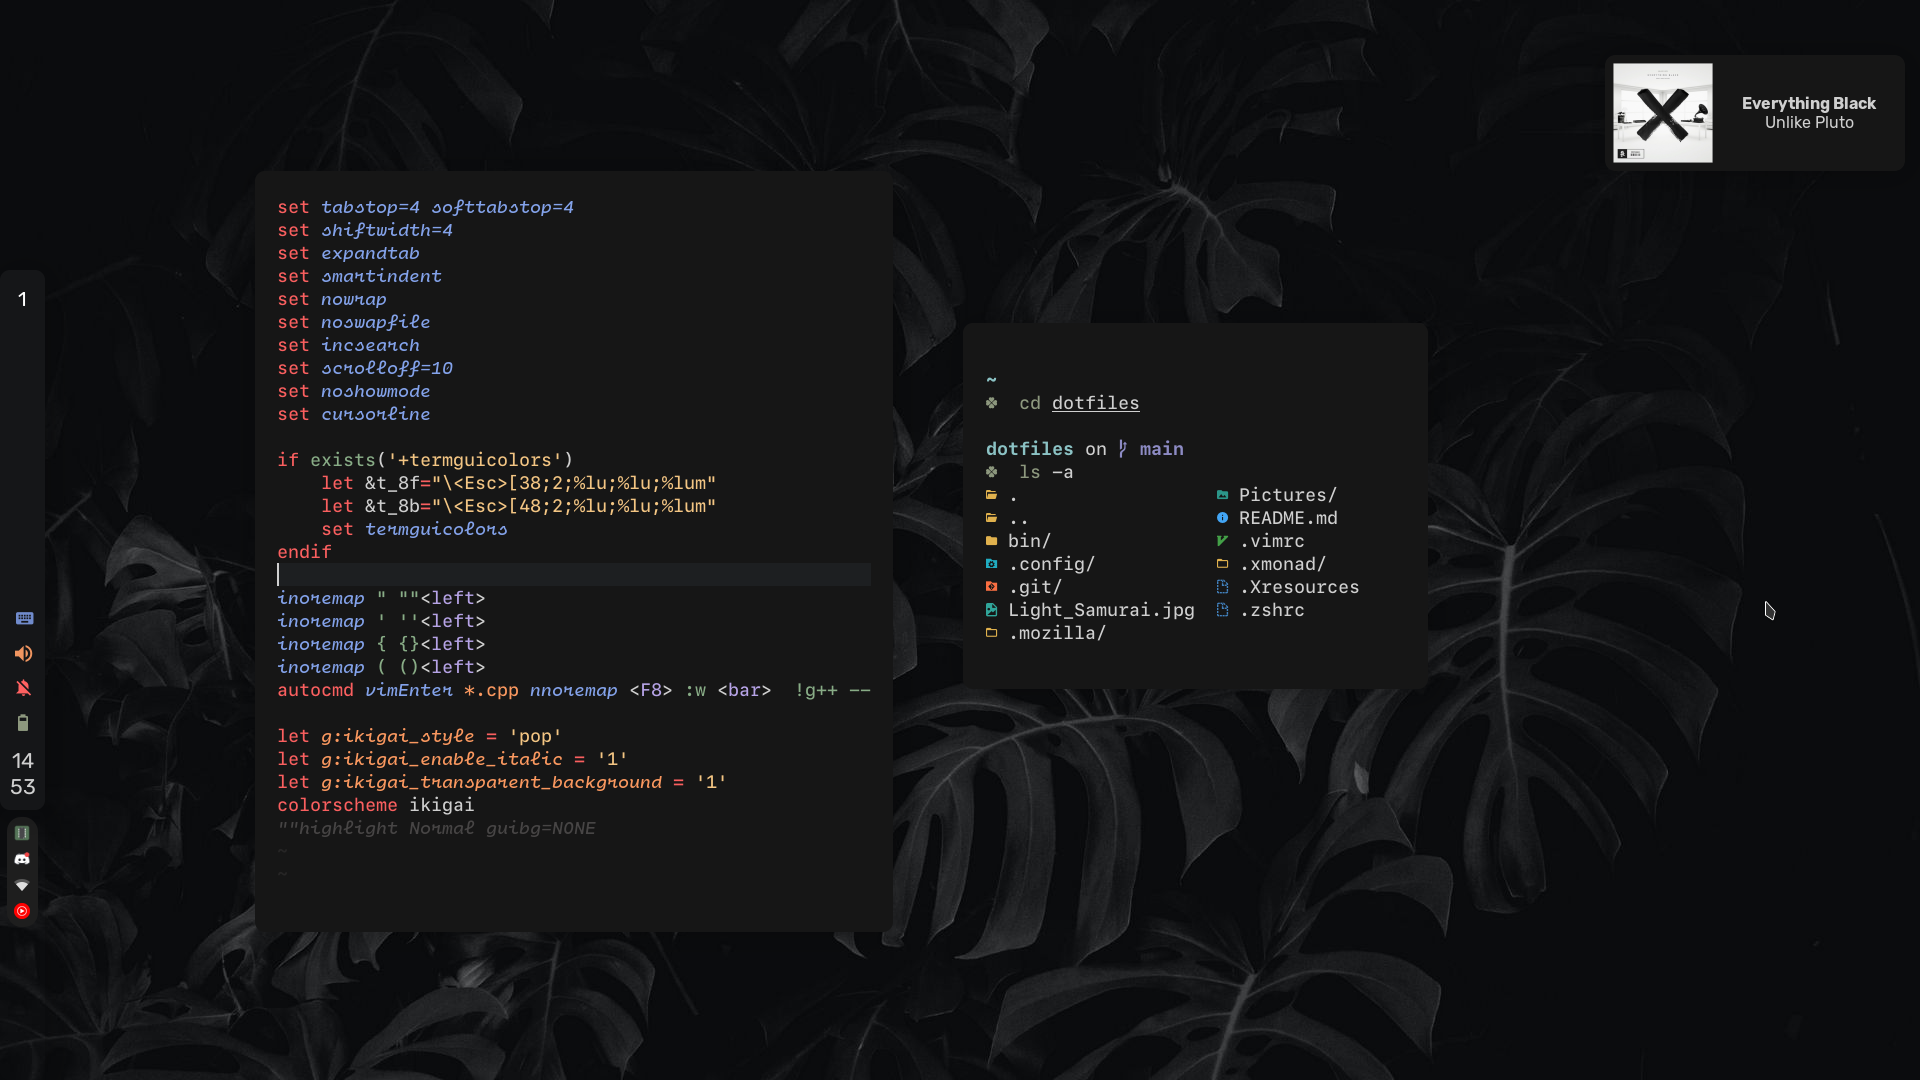 1
14
53
set tabstop=4 softtabstop=4
set shiftwidth=4
set expandtab
set smartindent
set nowrap
set noswapfile
set incsearch
set scrolloff=10
set noshowmode
set cursorline
if exists('+termguicolors')
    let &t_8f="\<Esc>[38;2;%lu;%lu;%lum"
    let &t_8b="\<Esc>[48;2;%lu;%lu;%lum"
    set termguicolors
endif
inoremap " ""<left>
inoremap ' ''<left>
inoremap { {}<left>
inoremap ( ()<left>
autocmd vimEnter *.cpp nnoremap <F8> :w <bar>  !g++ --
let g:ikigai_style = 'pop'
let g:ikigai_enable_italic = '1'
let g:ikigai_transparent_background = '1'
colorscheme ikigai
""highlight Normal guibg=NONE
~
~
~
cd dotfiles
dotfiles on main
ls -a
.
..
bin/
.config/
.git/
Light_Samurai.jpg
.mozilla/
Pictures/
README.md
.vimrc
.xmonad/
.Xresources
.zshrc
Everything Black
Unlike Pluto